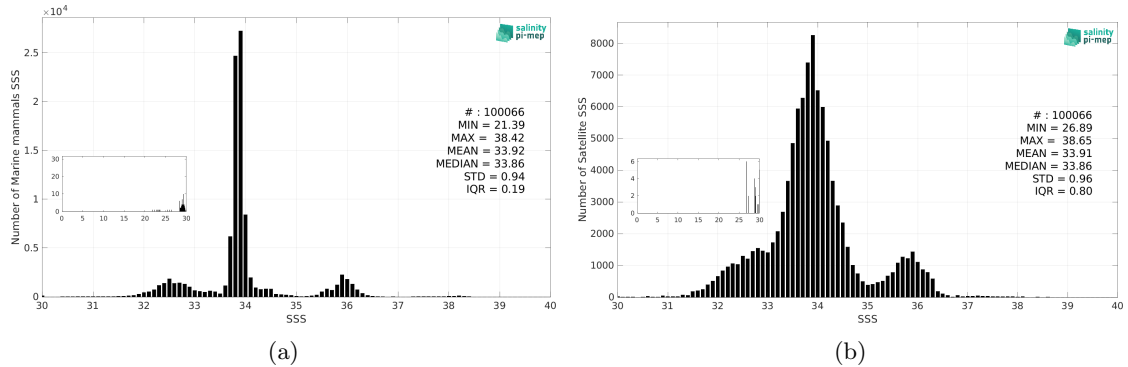 ×10⁴
salinity
pi-mep
2.5
2
1.5
1
0.5
0
Number of Marine mammals SSS
# : 100066
MIN = 21.39
MAX = 38.42
MEAN = 33.92
MEDIAN = 33.86
STD = 0.94
IQR = 0.19
30
20
10
0
0 5 10 15 20 25 30
30 31 32 33 34 35 36 37 38 39 40
SSS
(a)
salinity
pi-mep
8000
7000
6000
5000
4000
3000
2000
1000
0
Number of Satellite SSS
# : 100066
MIN = 26.89
MAX = 38.65
MEAN = 33.91
MEDIAN = 33.86
STD = 0.96
IQR = 0.80
6
4
2
0
0 5 10 15 20 25 30
30 31 32 33 34 35 36 37 38 39 40
SSS
(b)